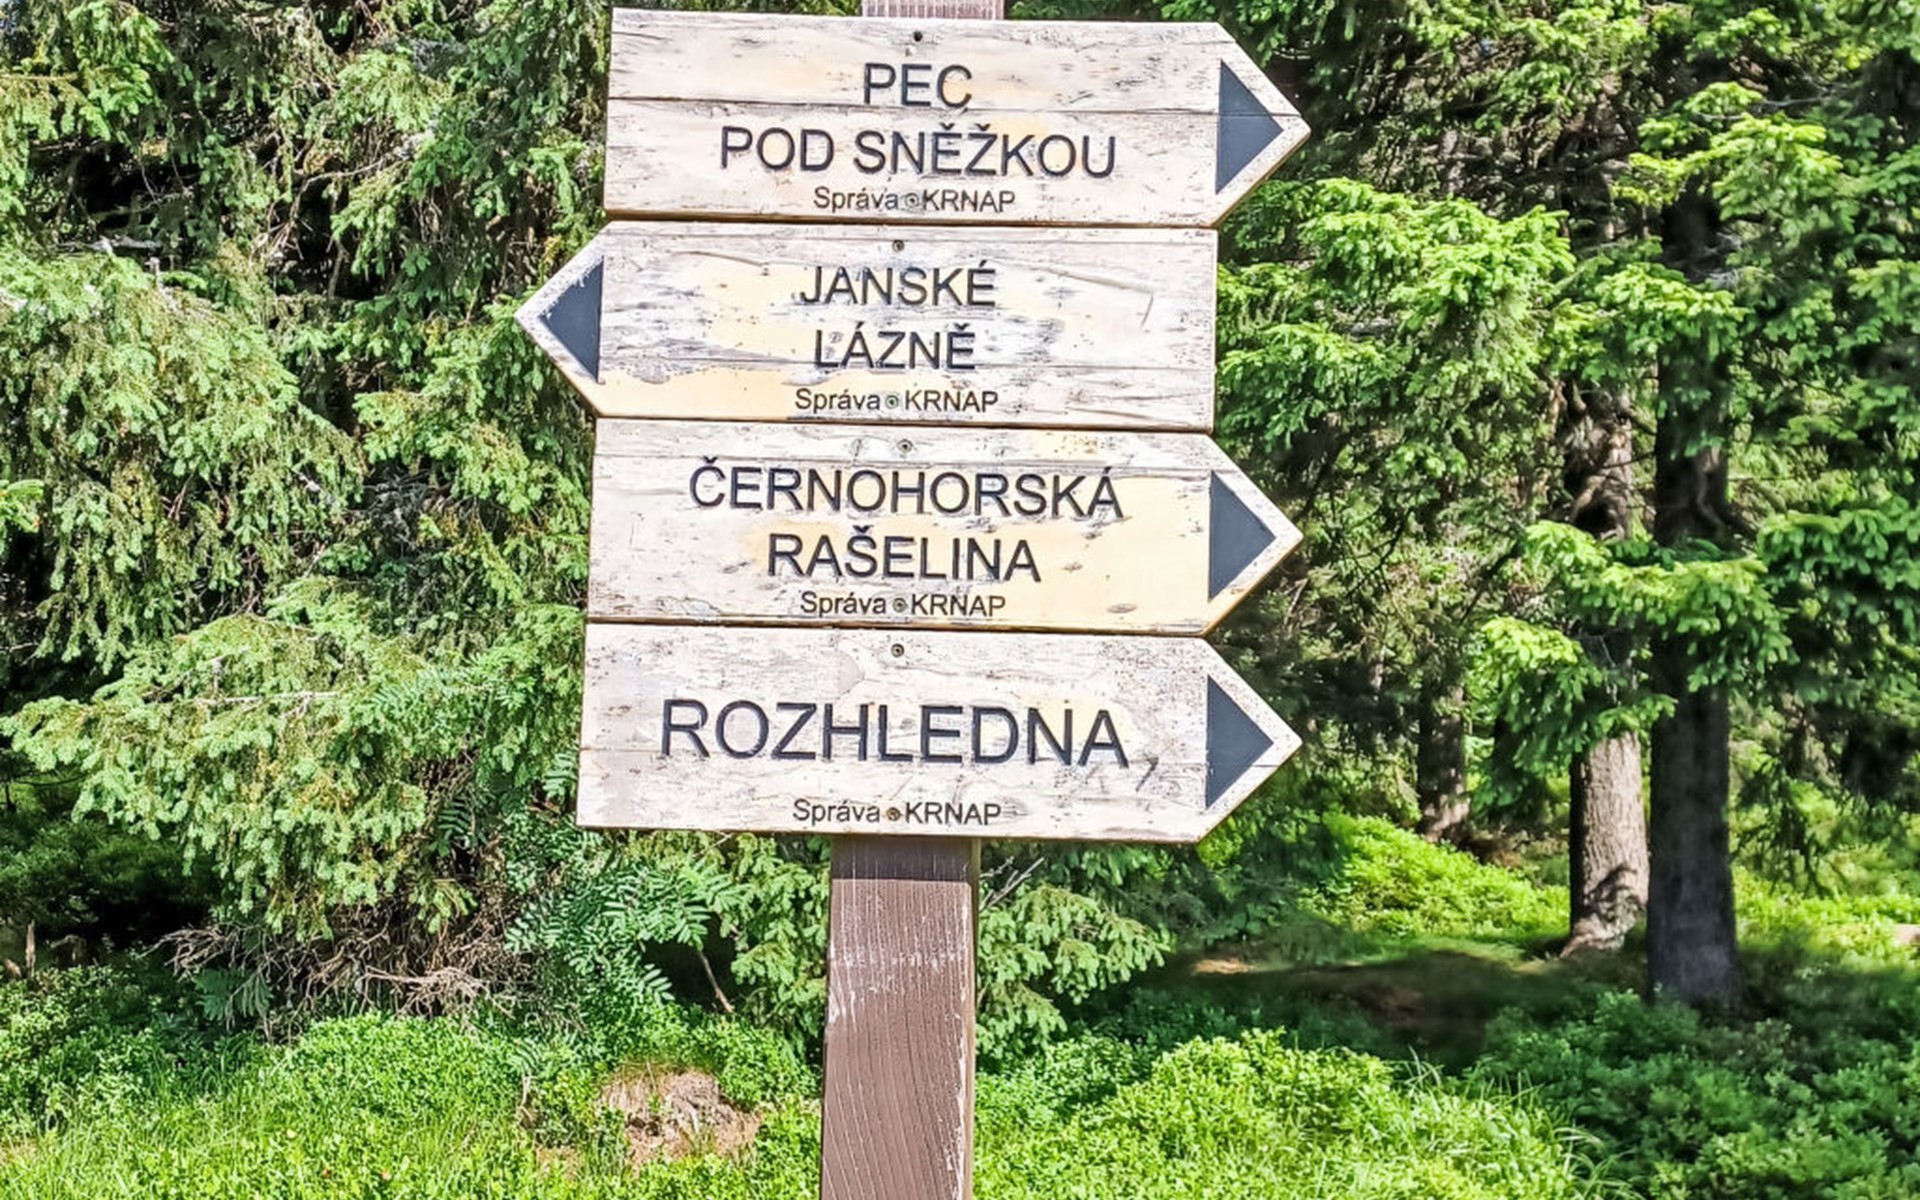 PEC
POD SNĚŽKOU
Správa KRNAP
JANSKÉ
LÁZNĚ
Správa KRNAP
ČERNOHORSKÁ
RAŠELINA
Správa KRNAP
ROZHLEDNA
Správa KRNAP